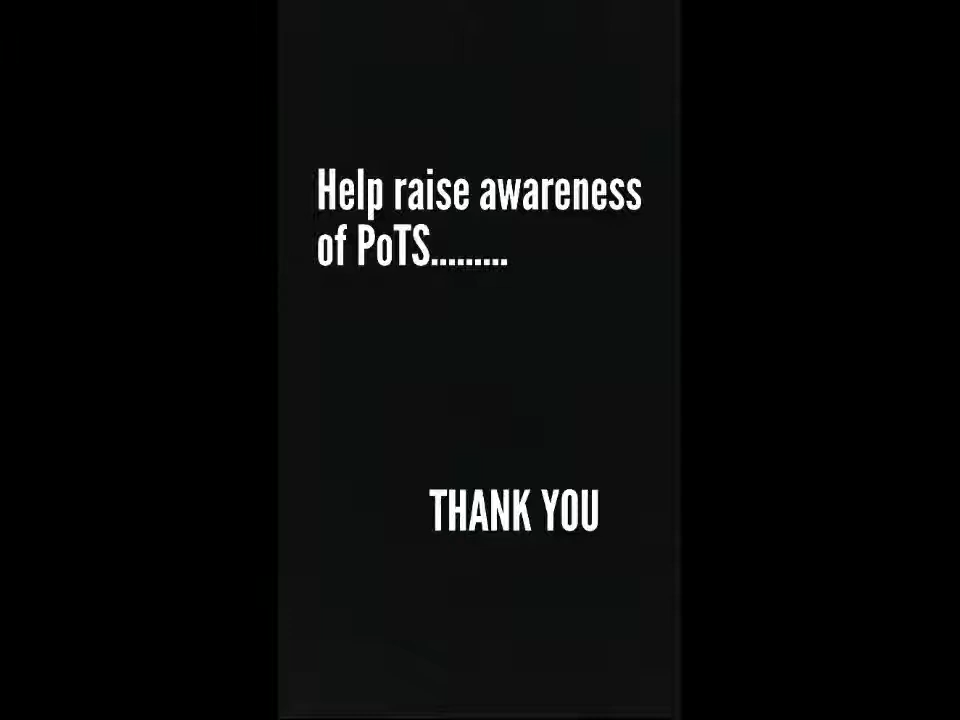 Help raise awareness
of PoTS.........
THANK YOU